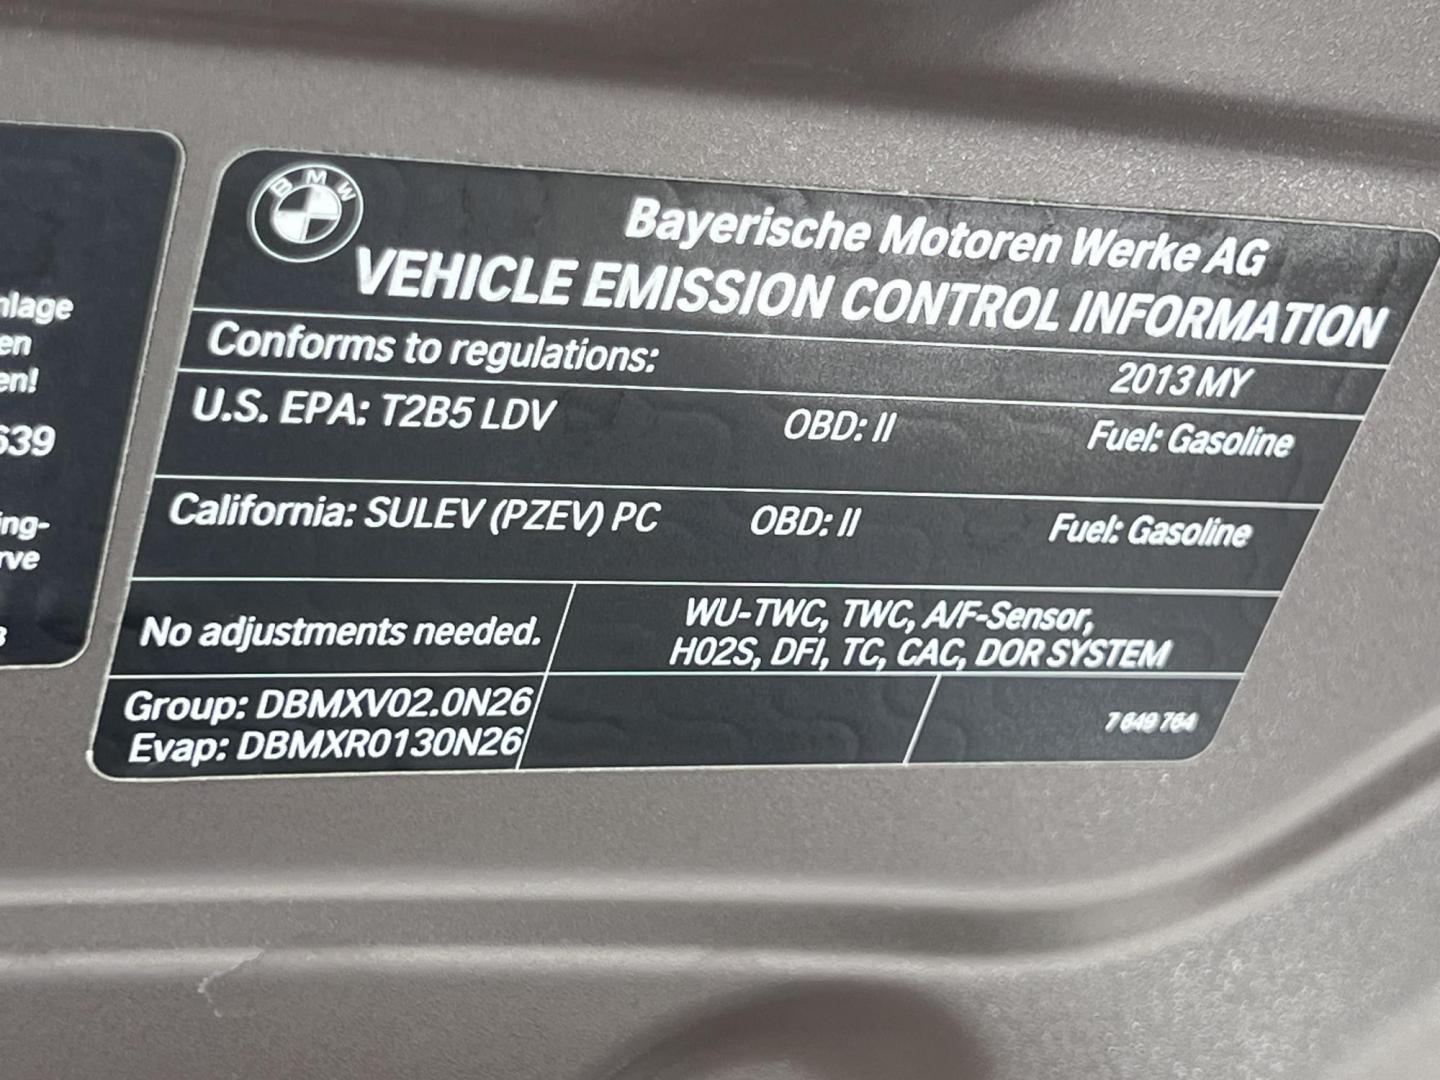 nlage
en
en!
639
ing-
rve
BMW
Bayerische Motoren Werke AG
VEHICLE EMISSION CONTROL INFORMATION
Conforms to regulations: 2013 MY
U.S. EPA: T2B5 LDV OBD: II Fuel: Gasoline
California: SULEV (PZEV) PC OBD: II Fuel: Gasoline
No adjustments needed.
WU-TWC, TWC, A/F-Sensor,
H02S, DFI, TC, CAC, DOR SYSTEM
Group: DBMXV02.0N26
Evap: DBMXR0130N26
7 649 764